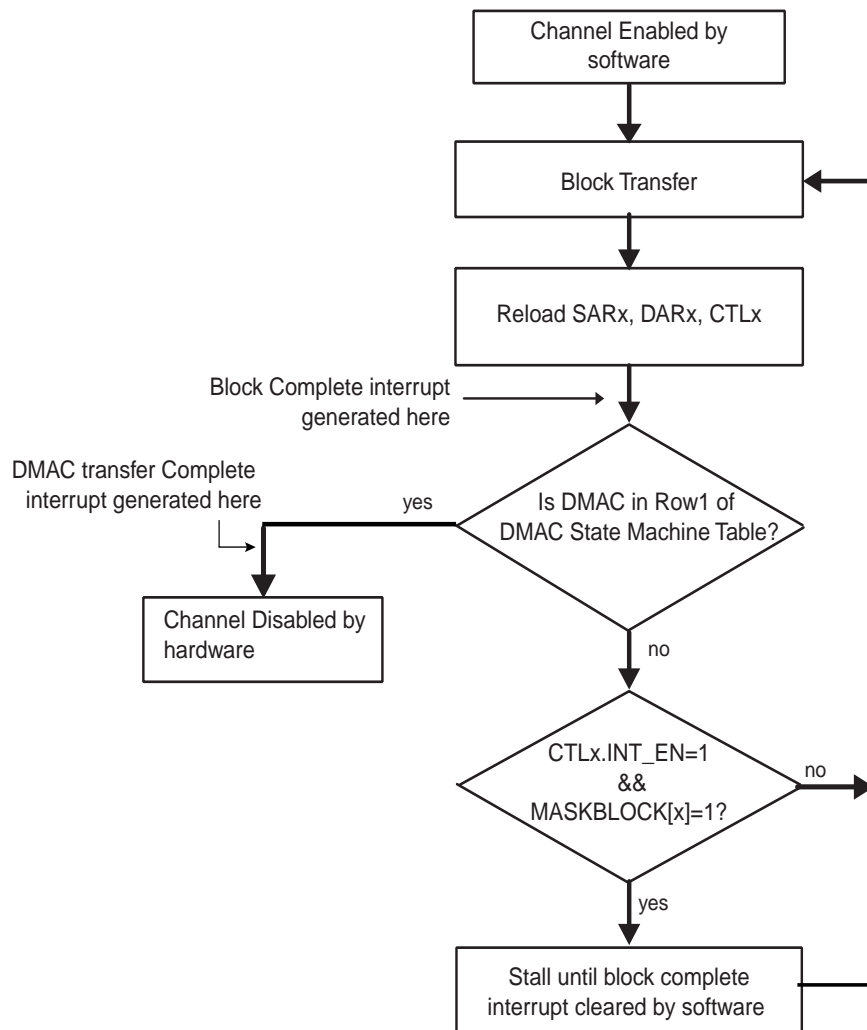 Channel Enabled by
software
Block Transfer
Reload SARx, DARx, CTLx
Block Complete interrupt
generated here
DMAC transfer Complete
interrupt generated here
yes
Is DMAC in Row1 of
DMAC State Machine Table?
Channel Disabled by
hardware
no
CTLx.INT_EN=1
&&
MASKBLOCK[x]=1?
no
yes
Stall until block complete
interrupt cleared by software